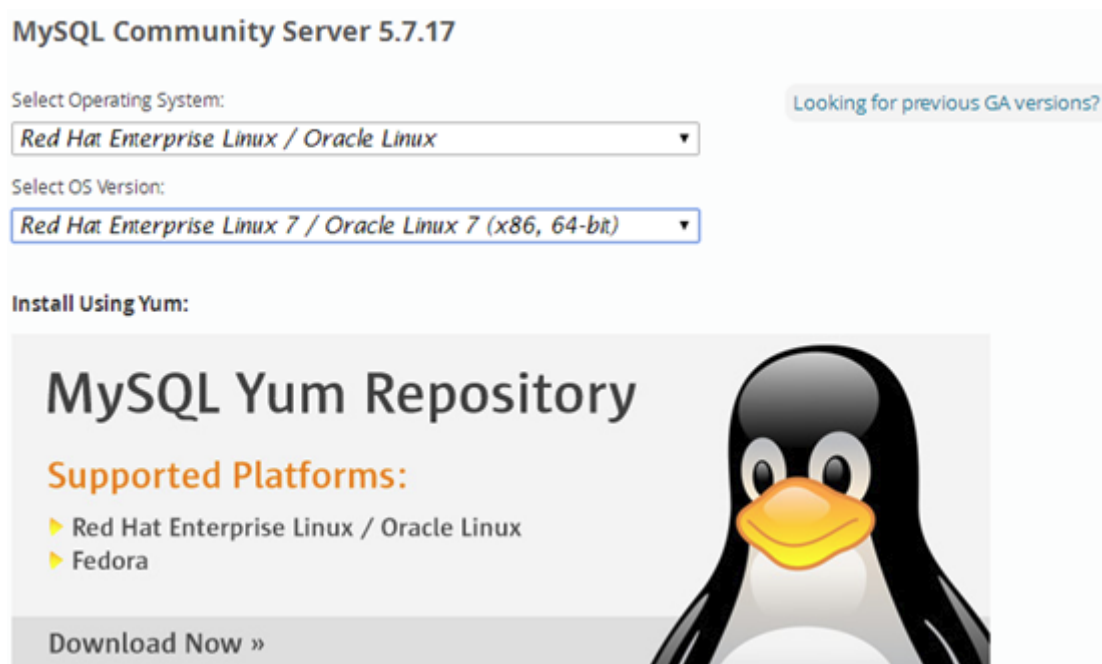 MySQL Community Server 5.7.17
Select Operating System:
Looking for previous GA versions?
Red Hat Enterprise Linux / Oracle Linux
Select OS Version:
Red Hat Enterprise Linux 7 / Oracle Linux 7 (x86, 64-bit)
Install Using Yum:
MySQL Yum Repository
Supported Platforms:
Red Hat Enterprise Linux / Oracle Linux
Fedora
Download Now »